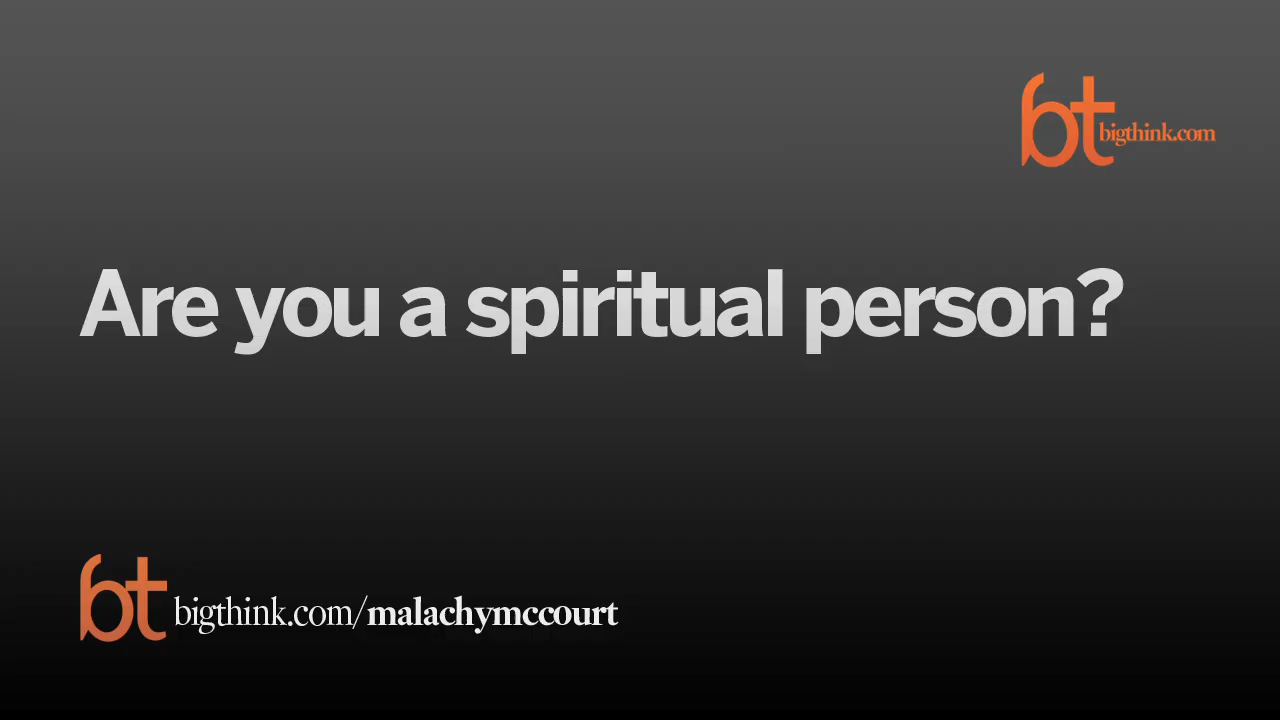 bt bigthink.com
Are you a spiritual person?
bt bigthink.com/malachymccourt